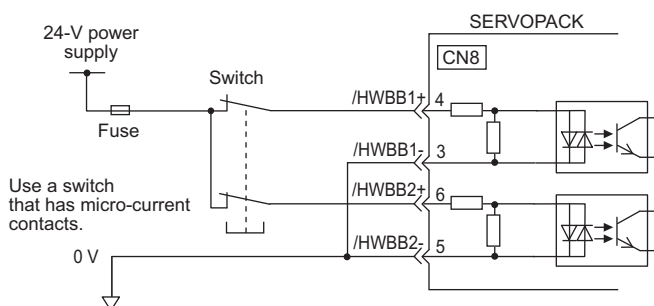 SERVOPACK
24-V power
supply
CN8
Switch
Fuse
/HWBB1+ 4
/HWBB1- 3
Use a switch
that has micro-current
contacts.
/HWBB2+ 6
/HWBB2- 5
0 V